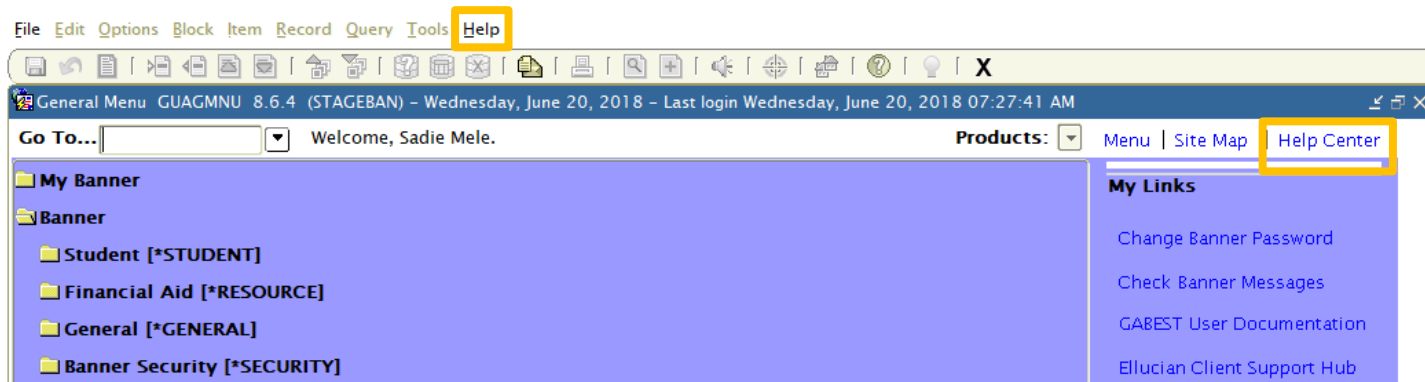 File Edit Options Block Item Record Query Tools Help
X
General Menu GUAGMNU 8.6.4 (STAGEBAN) – Wednesday, June 20, 2018 – Last login Wednesday, June 20, 2018 07:27:41 AM
Go To... Welcome, Sadie Mele. Products: Menu | Site Map | Help Center
My Banner
Banner
Student [*STUDENT]
Financial Aid [*RESOURCE]
General [*GENERAL]
Banner Security [*SECURITY]
My Links
Change Banner Password
Check Banner Messages
GABEST User Documentation
Ellucian Client Support Hub